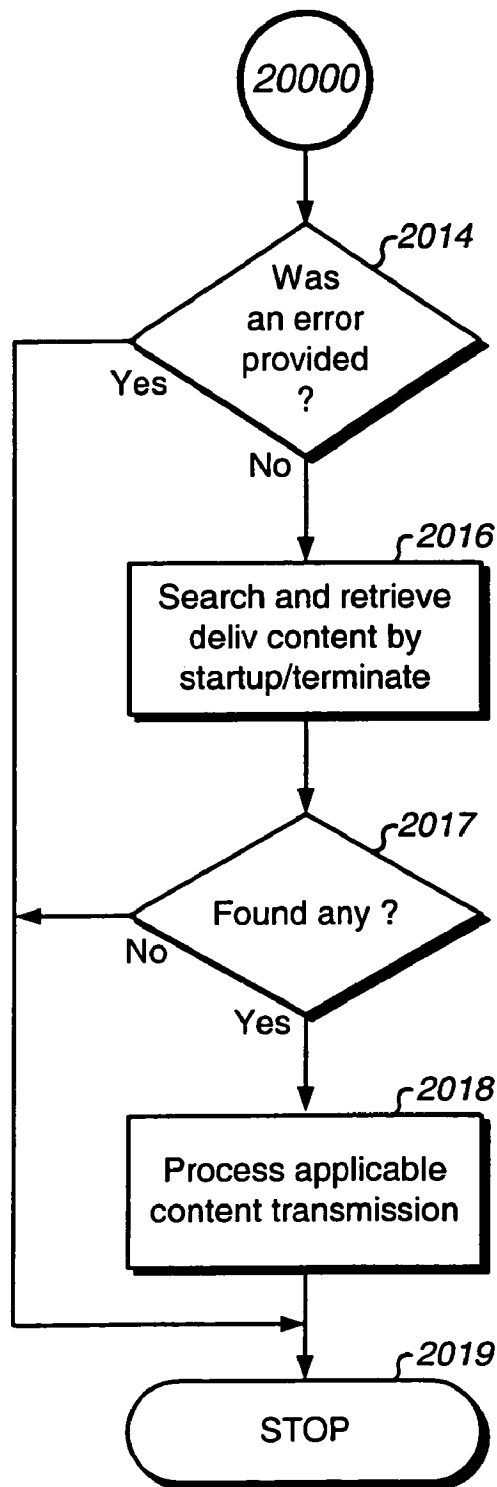 20000
2014
Was
an error
provided
?
Yes
No
2016
Search and retrieve
deliv content by
startup/terminate
2017
Found any ?
No
Yes
2018
Process applicable
content transmission
2019
STOP